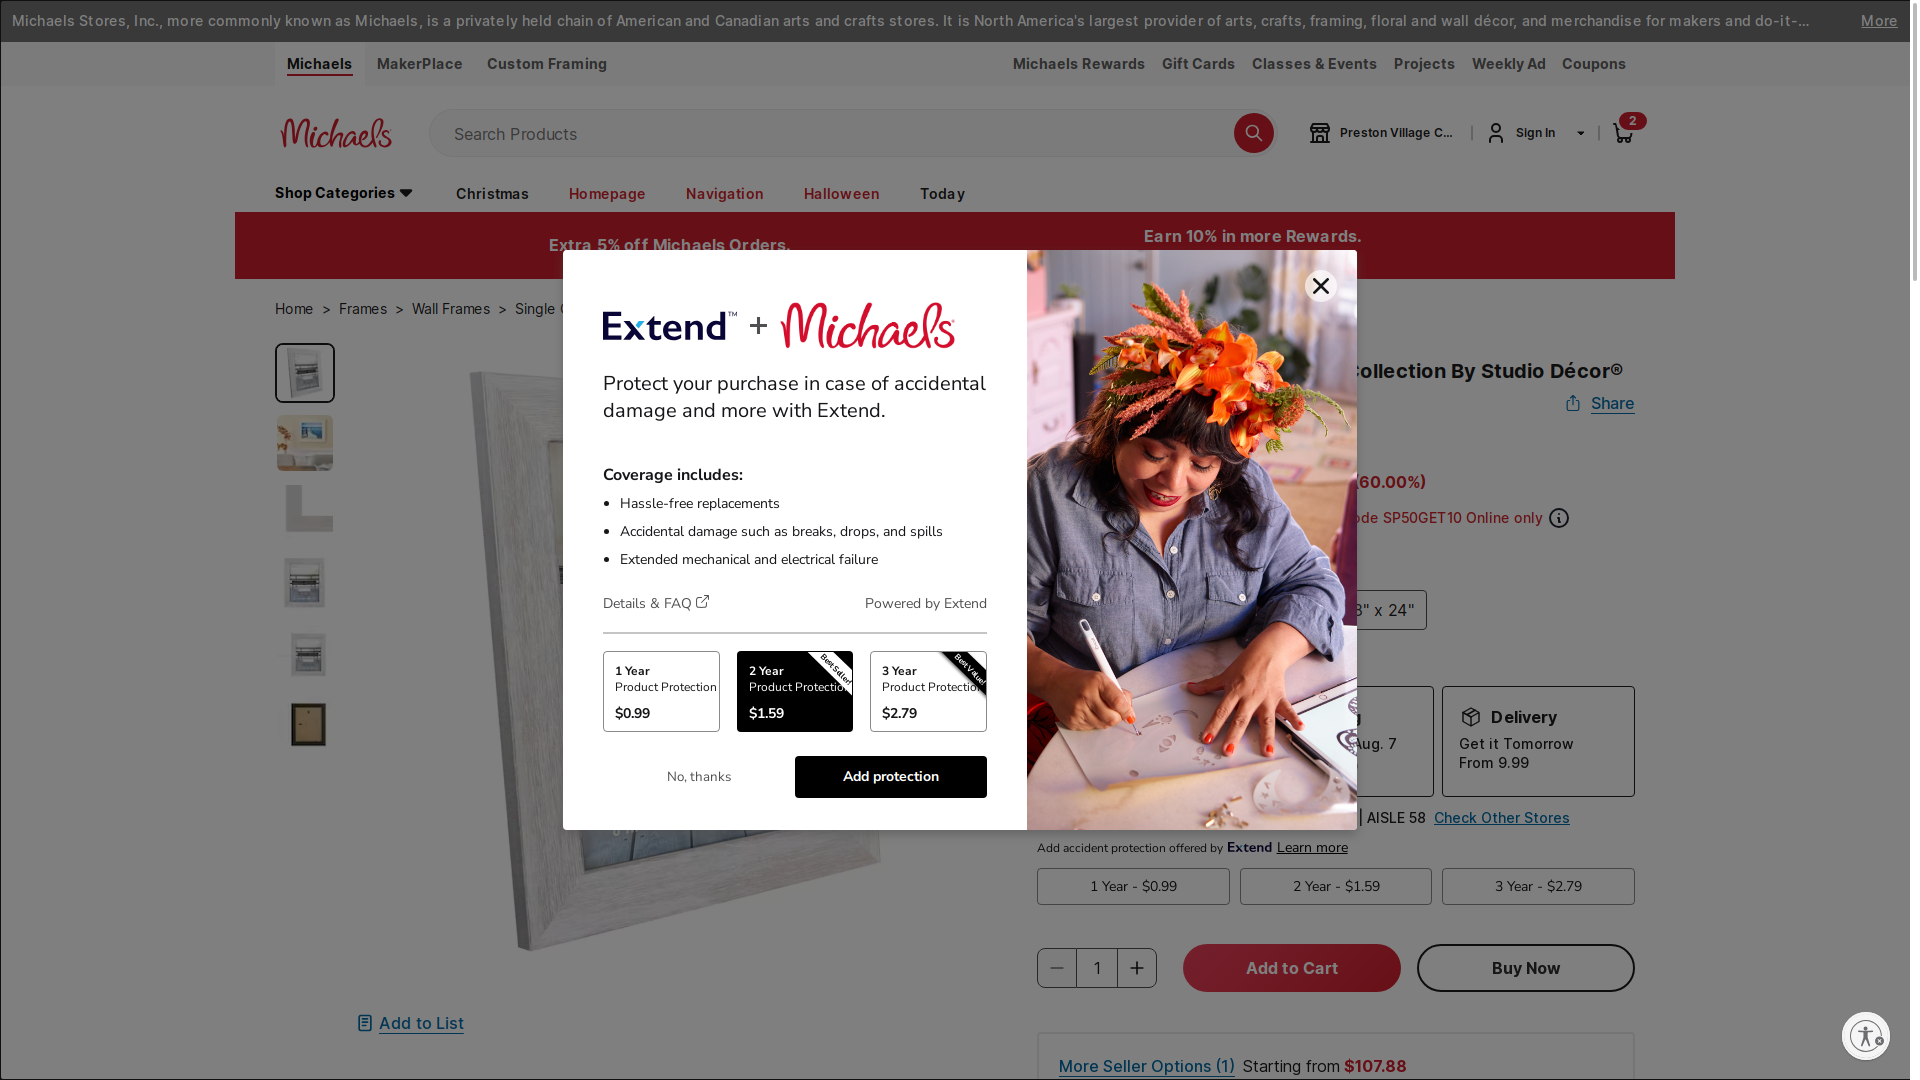 Michaels Stores, Inc., more commonly known as Michaels, is a privately held chain of American and Canadian arts and crafts stores. It is North America's largest provider of arts, crafts, framing, floral and wall décor, and merchandise for makers and do-it-...
More
Michaels
MakerPlace
Custom Framing
Michaels Rewards
Gift Cards
Classes & Events
Projects
Weekly Ad
Coupons
Michaels
Search Products
Preston Village C...
Sign In
2
Shop Categories
Christmas
Homepage
Navigation
Halloween
Today
Extra 5% off Michaels Orders.
Earn 10% in more Rewards.
Home > Frames > Wall Frames > Single
Collection By Studio Décor®
Share
(60.00%)
SP50GET10 Online only
x 24"
Aug. 7
Delivery
Get it Tomorrow
From 9.99
| AISLE 58 Check Other Stores
Extend™ + Michaels
Protect your purchase in case of accidental
damage and more with Extend.
Coverage includes:
• Hassle-free replacements
• Accidental damage such as breaks, drops, and spills
• Extended mechanical and electrical failure
Details & FAQ
Powered by Extend
1 Year
Product Protection
$0.99
2 Year
Product Protection
$1.59
Best Seller!
3 Year
Product Protection
$2.79
Best Value!
No, thanks
Add protection
Add accident protection offered by Extend Learn more
1 Year - $0.99
2 Year - $1.59
3 Year - $2.79
1
Add to Cart
Buy Now
Add to List
More Seller Options (1) Starting from $107.88